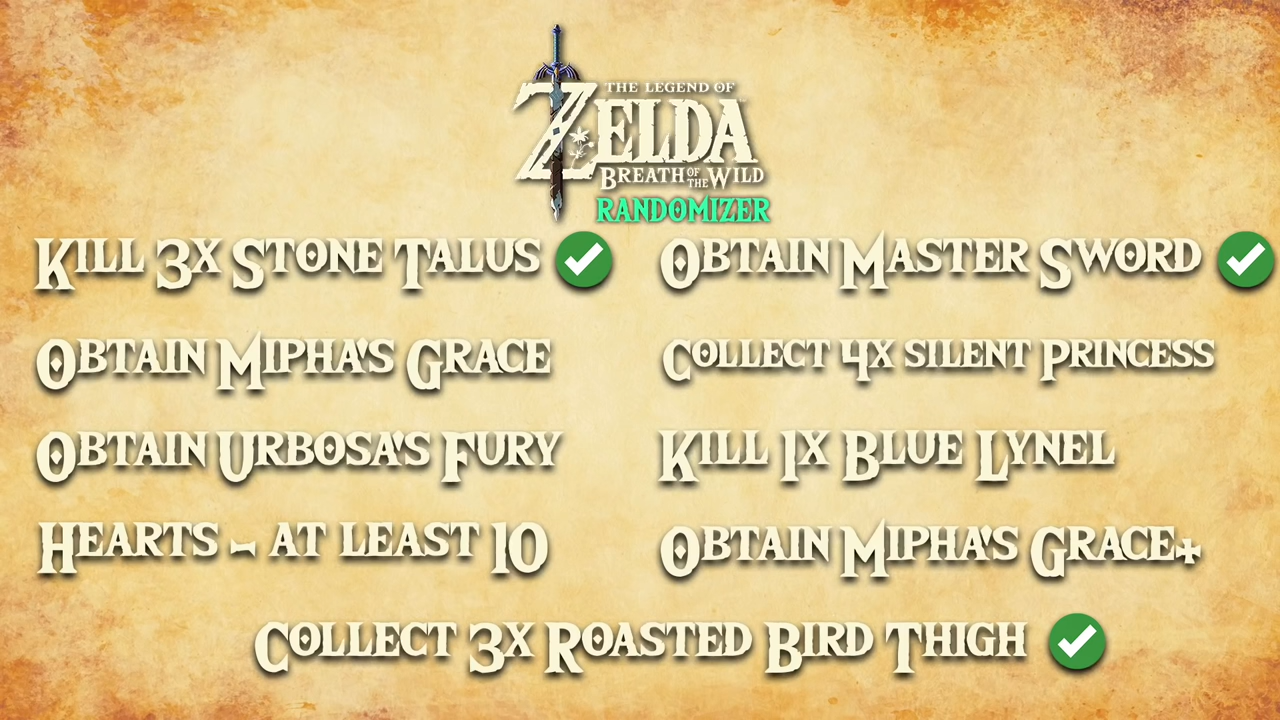 THE LEGEND OF
ZELDA
BREATH OF THE WILD
RANDOMIZER
KILL 3X STONE TALUS
OBTAIN MASTER SWORD
OBTAIN MIPHA'S GRACE
COLLECT 4X SILENT PRINCESS
OBTAIN URBOSA'S FURY
KILL 1X BLUE LYNEL
HEARTS - AT LEAST 10
OBTAIN MIPHA'S GRACE+
COLLECT 3X ROASTED BIRD THIGH